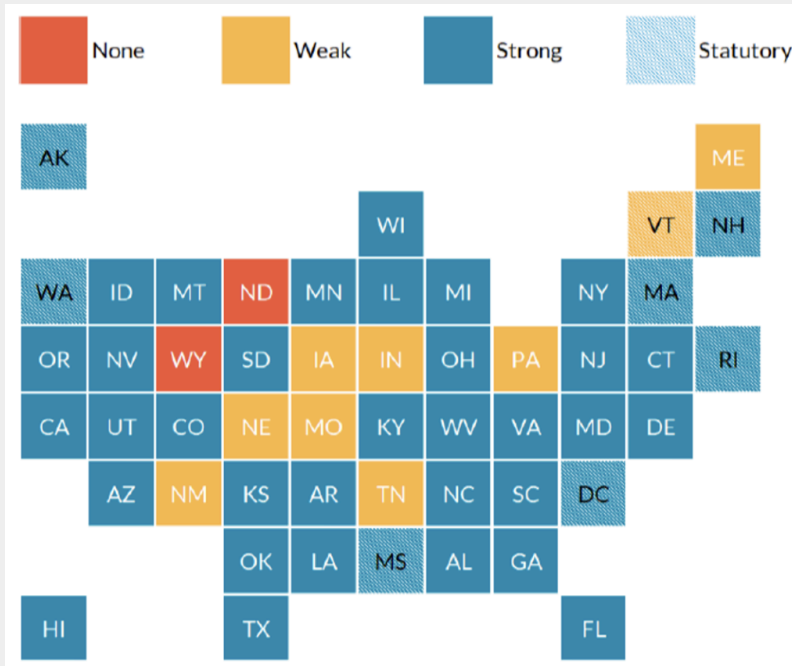 None Weak Strong Statutory
AK ME
WI VT NH
WA ID MT ND MN IL MI NY MA
OR NV WY SD IA IN OH PA NJ CT RI
CA UT CO NE MO KY WV VA MD DE
AZ NM KS AR TN NC SC DC
OK LA MS AL GA
HI TX FL